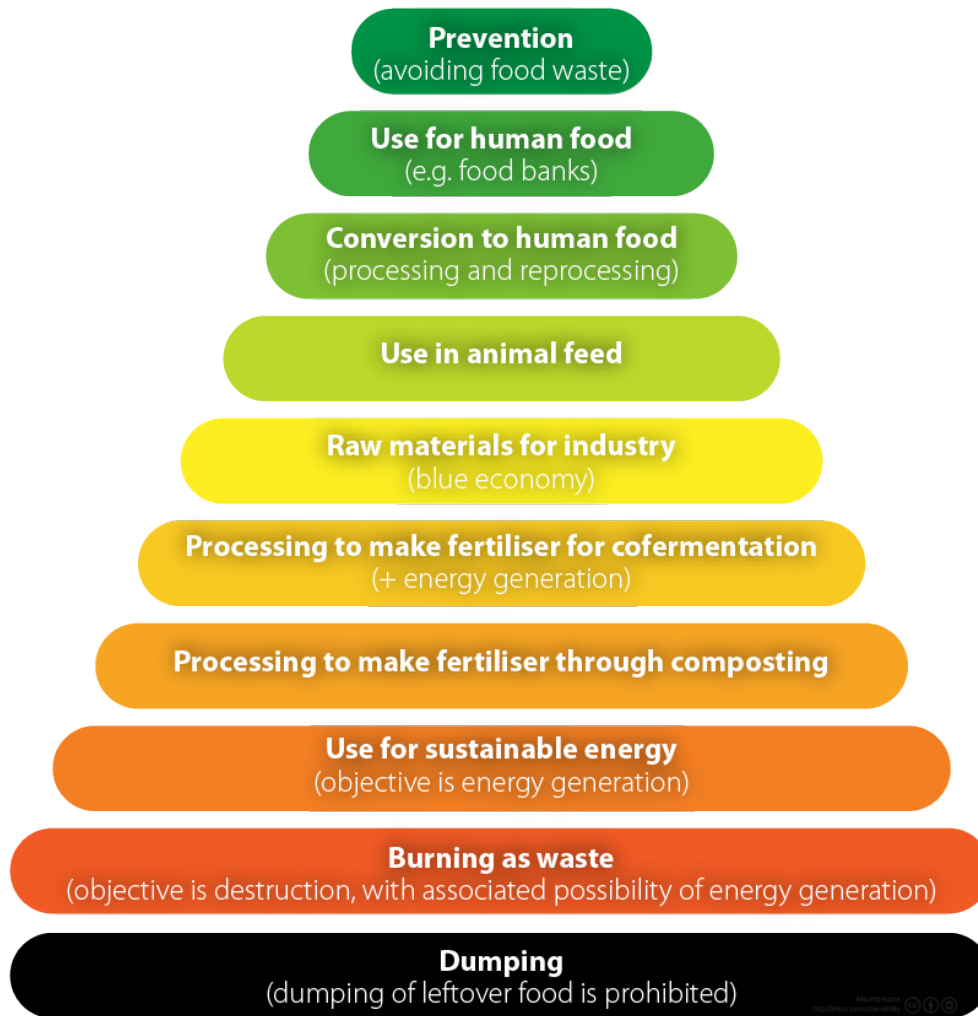 Prevention
(avoiding food waste)
Use for human food
(e.g. food banks)
Conversion to human food
(processing and reprocessing)
Use in animal feed
Raw materials for industry
(blue economy)
Processing to make fertiliser for cofermentation
(+ energy generation)
Processing to make fertiliser through composting
Use for sustainable energy
(objective is energy generation)
Burning as waste
(objective is destruction, with associated possibility of energy generation)
Dumping
(dumping of leftover food is prohibited)